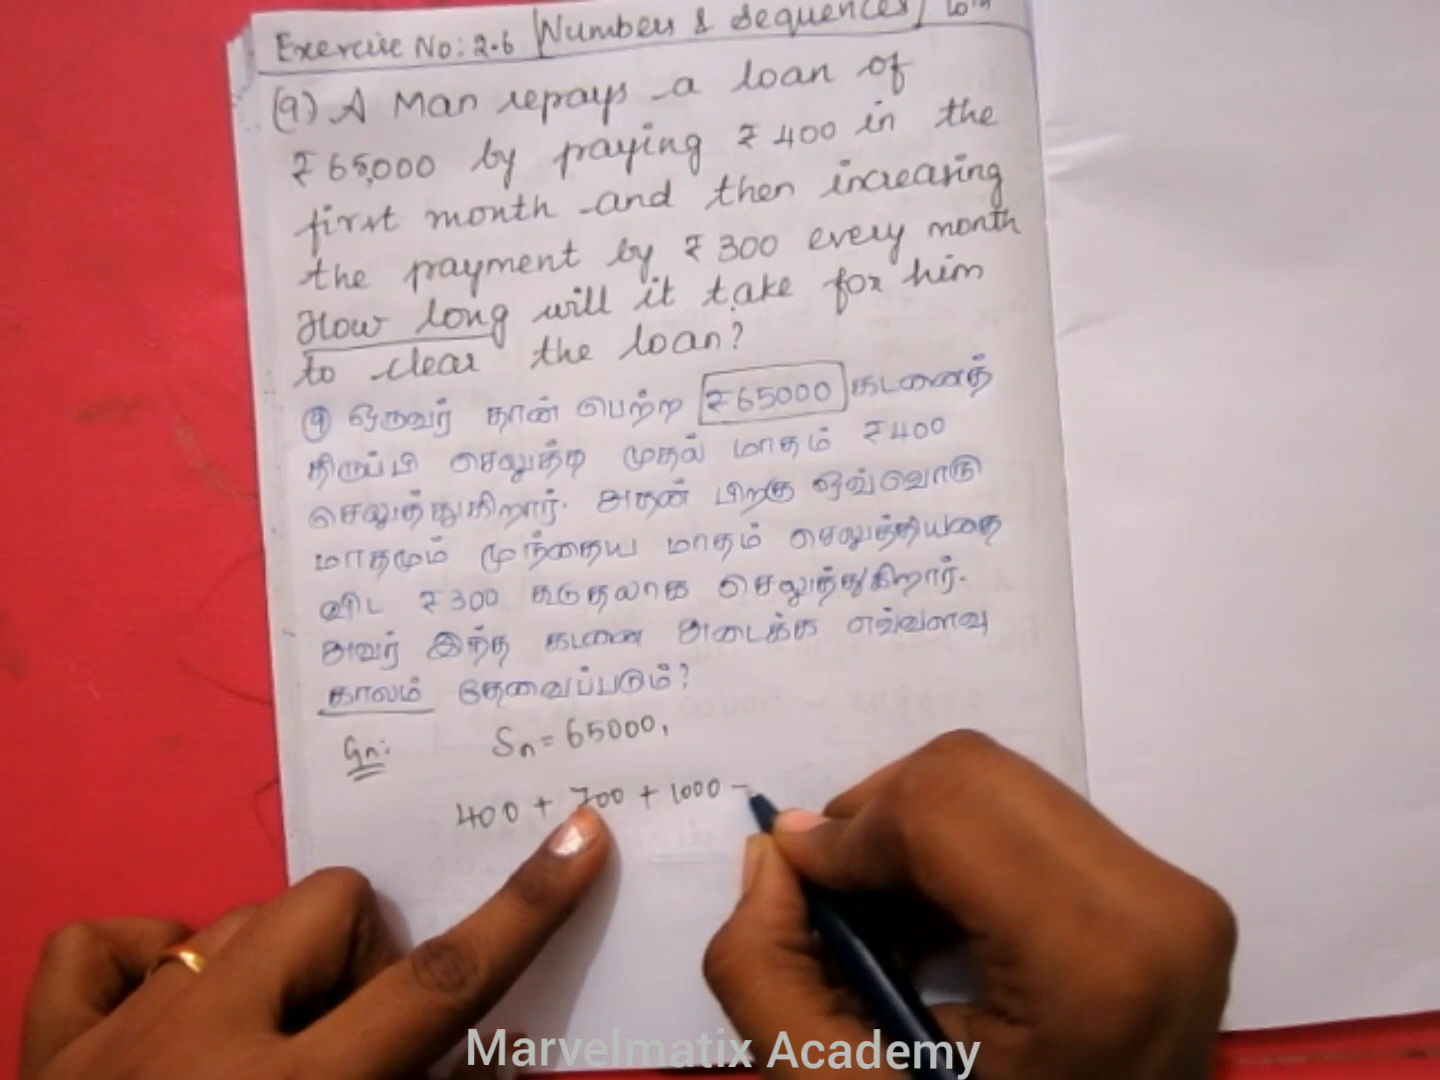 Exercise No: 2.6 Numbers & Sequences 10th
(9) A Man repays a loan of
₹65,000 by paying ₹400 in the
first month and then increasing
the payment by ₹300 every month
How long will it take for him
to clear the loan?
(9) ஒருவர் தான் பெற்ற ₹65000 கடனைத்
திருப்பி செலுத்த முதல் மாதம் ₹400
செலுத்துகிறார். அதன் பிறகு ஒவ்வொரு
மாதமும் முந்தைய மாதம் செலுத்தியதை
விட ₹300 கூடுதலாக செலுத்துகிறார்.
அவர் இந்த கடனை அடைக்க எவ்வளவு
காலம் தேவைப்படும்?
Gn: Sn = 65000,
400 + 700 + 1000 -
Marvelmatix Academy